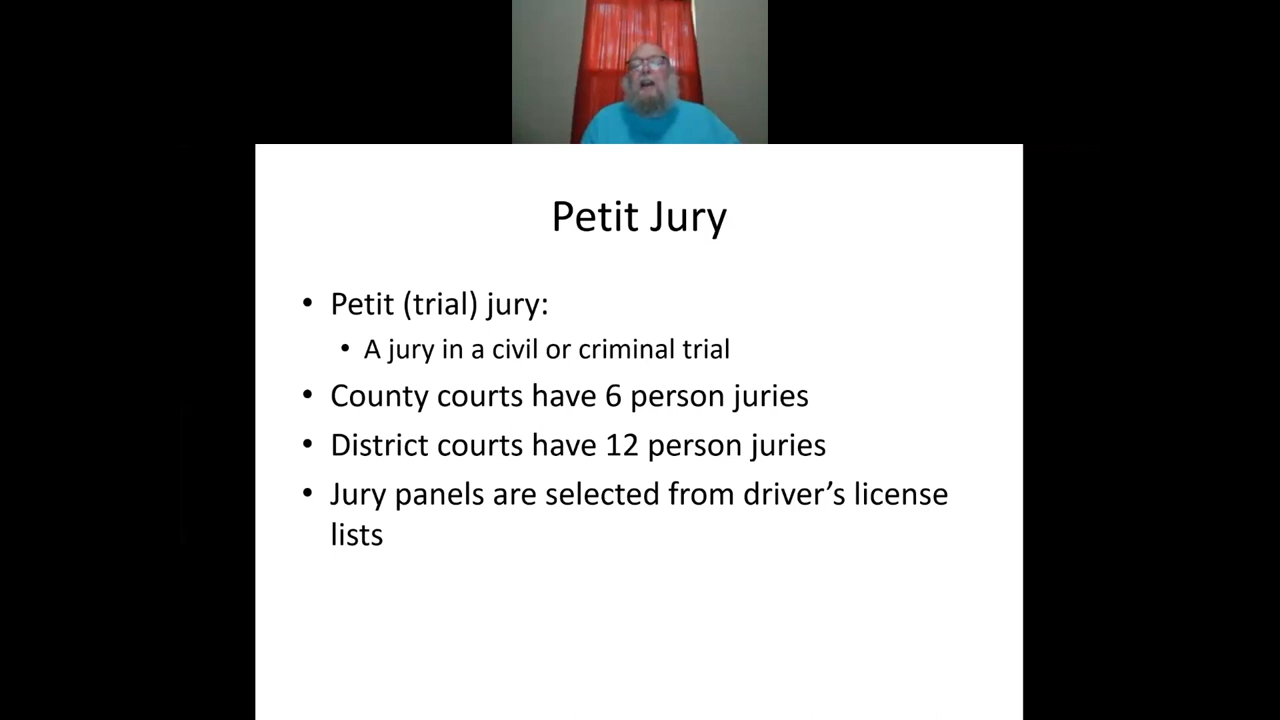 Petit Jury
• Petit (trial) jury:
• A jury in a civil or criminal trial
• County courts have 6 person juries
• District courts have 12 person juries
• Jury panels are selected from driver’s license
lists